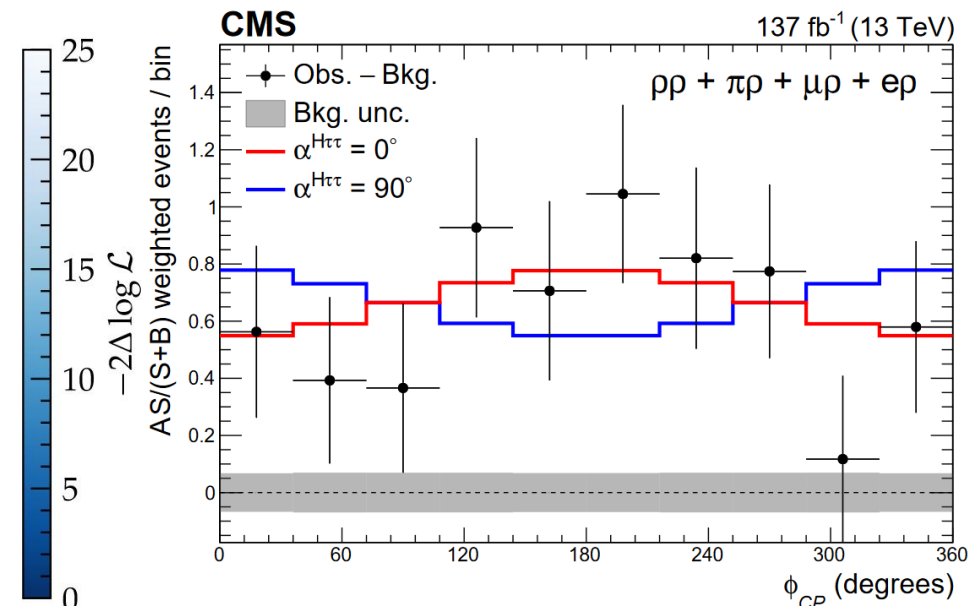 CMS
137 fb⁻¹ (13 TeV)
25
20
15
10
5
0
−2Δ log ℒ
AS/(S+B) weighted events / bin
1.4
1.2
1
0.8
0.6
0.4
0.2
0
Obs. – Bkg.
Bkg. unc.
α^Hττ = 0°
α^Hττ = 90°
ρρ + πρ + μρ + eρ
0
60
120
180
240
300
360
ϕ_CP (degrees)